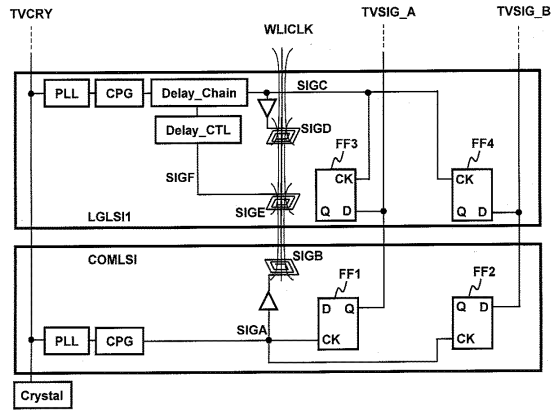 TVCRY
WLICLK
TVSIG_A
TVSIG_B
PLL
CPG
Delay_Chain
SIGC
Delay_CTL
SIGD
SIGF
SIGE
FF3
CK
Q D
FF4
CK
Q D
LGLSI1
COMLSI
SIGB
FF1
D Q
CK
FF2
Q D
CK
SIGA
PLL
CPG
Crystal